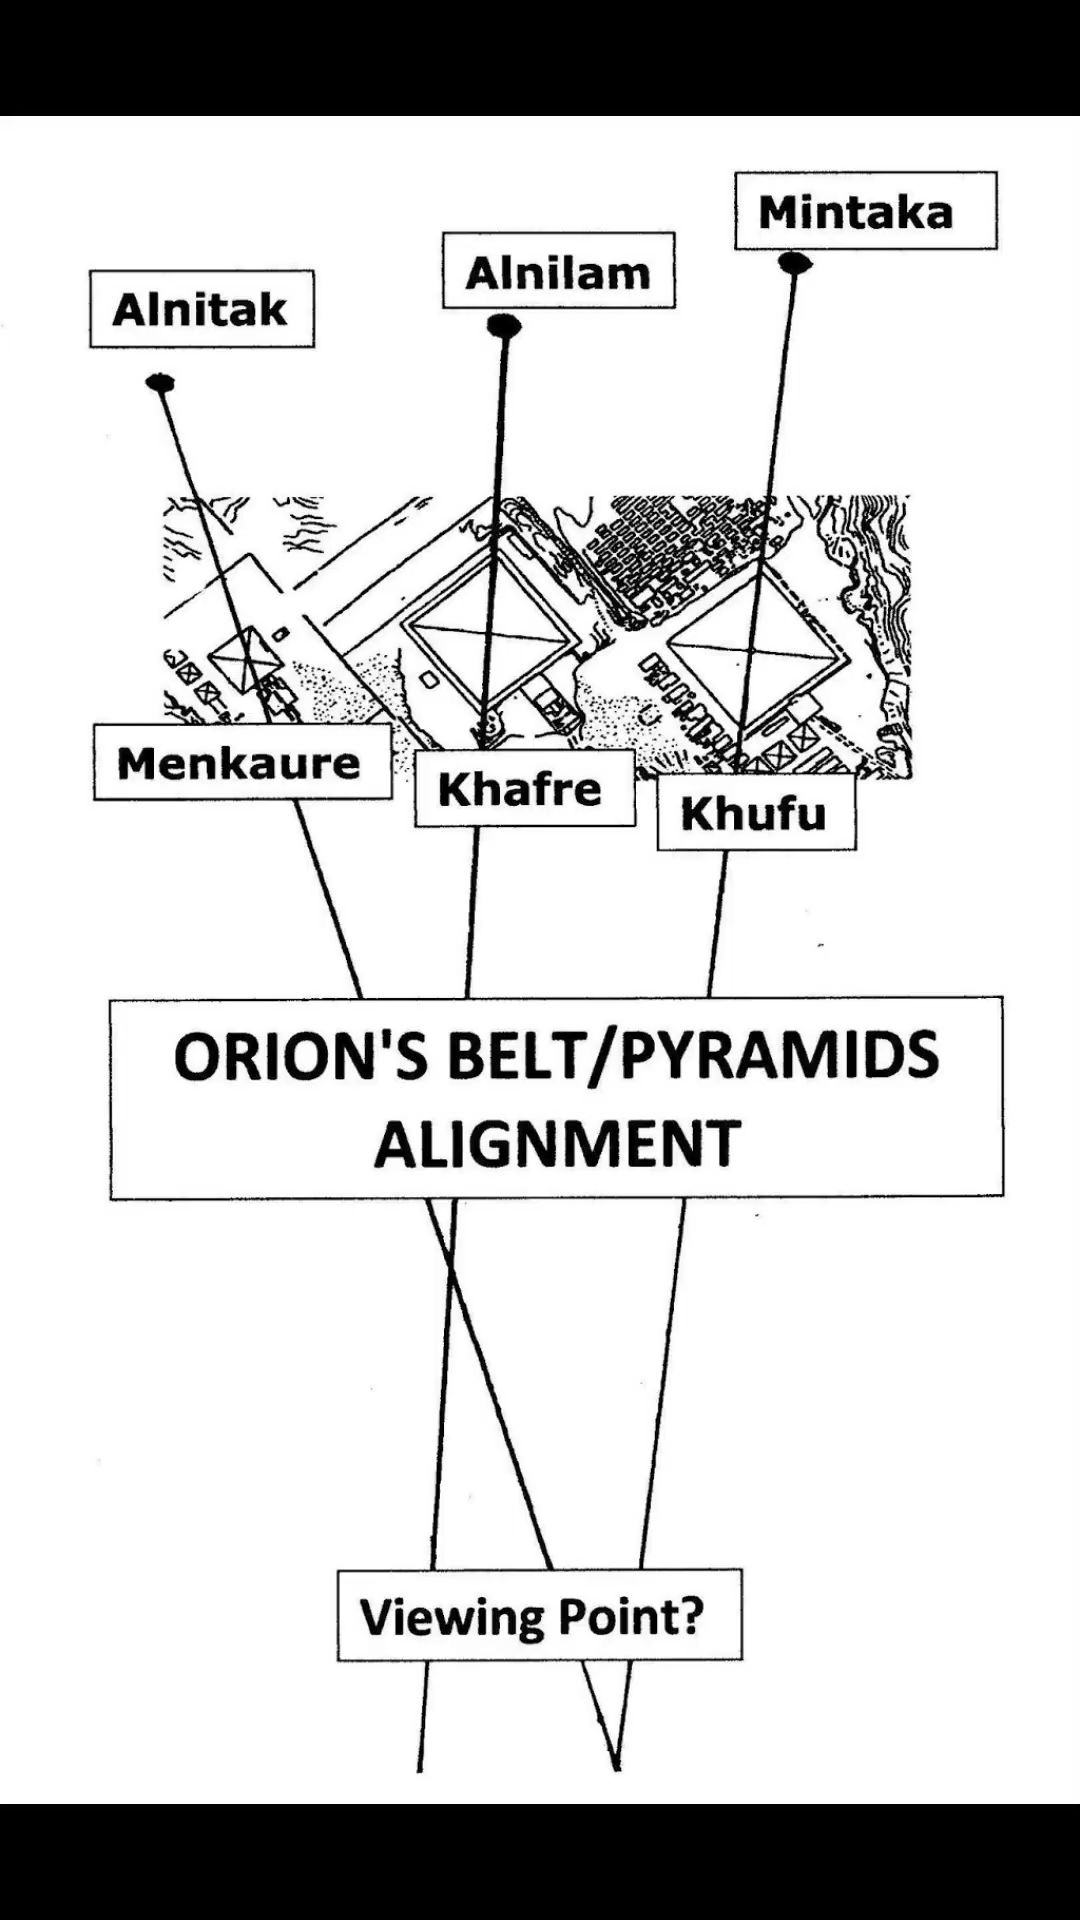 Mintaka
Alnilam
Alnitak
Menkaure
Khafre
Khufu
ORION'S BELT/PYRAMIDS
ALIGNMENT
Viewing Point?